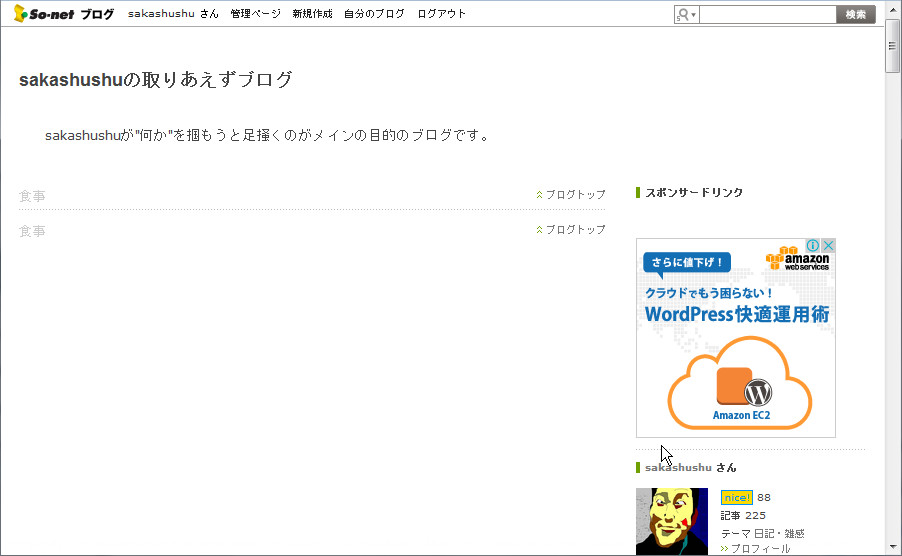 So-net ブログ sakashushu さん 管理ページ 新規作成 自分のブログ ログアウト 検索
sakashushuの取りあえずブログ
sakashushuが"何か"を掴もうと足掻くのがメインの目的のブログです。
食事 ブログトップ
食事 ブログトップ
スポンサードリンク
さらに値下げ！
amazon
web services
クラウドでもう困らない！
WordPress快適運用術
W
Amazon EC2
sakashushu さん
nice! 88
記事 225
テーマ 日記・雑感
>> プロフィール